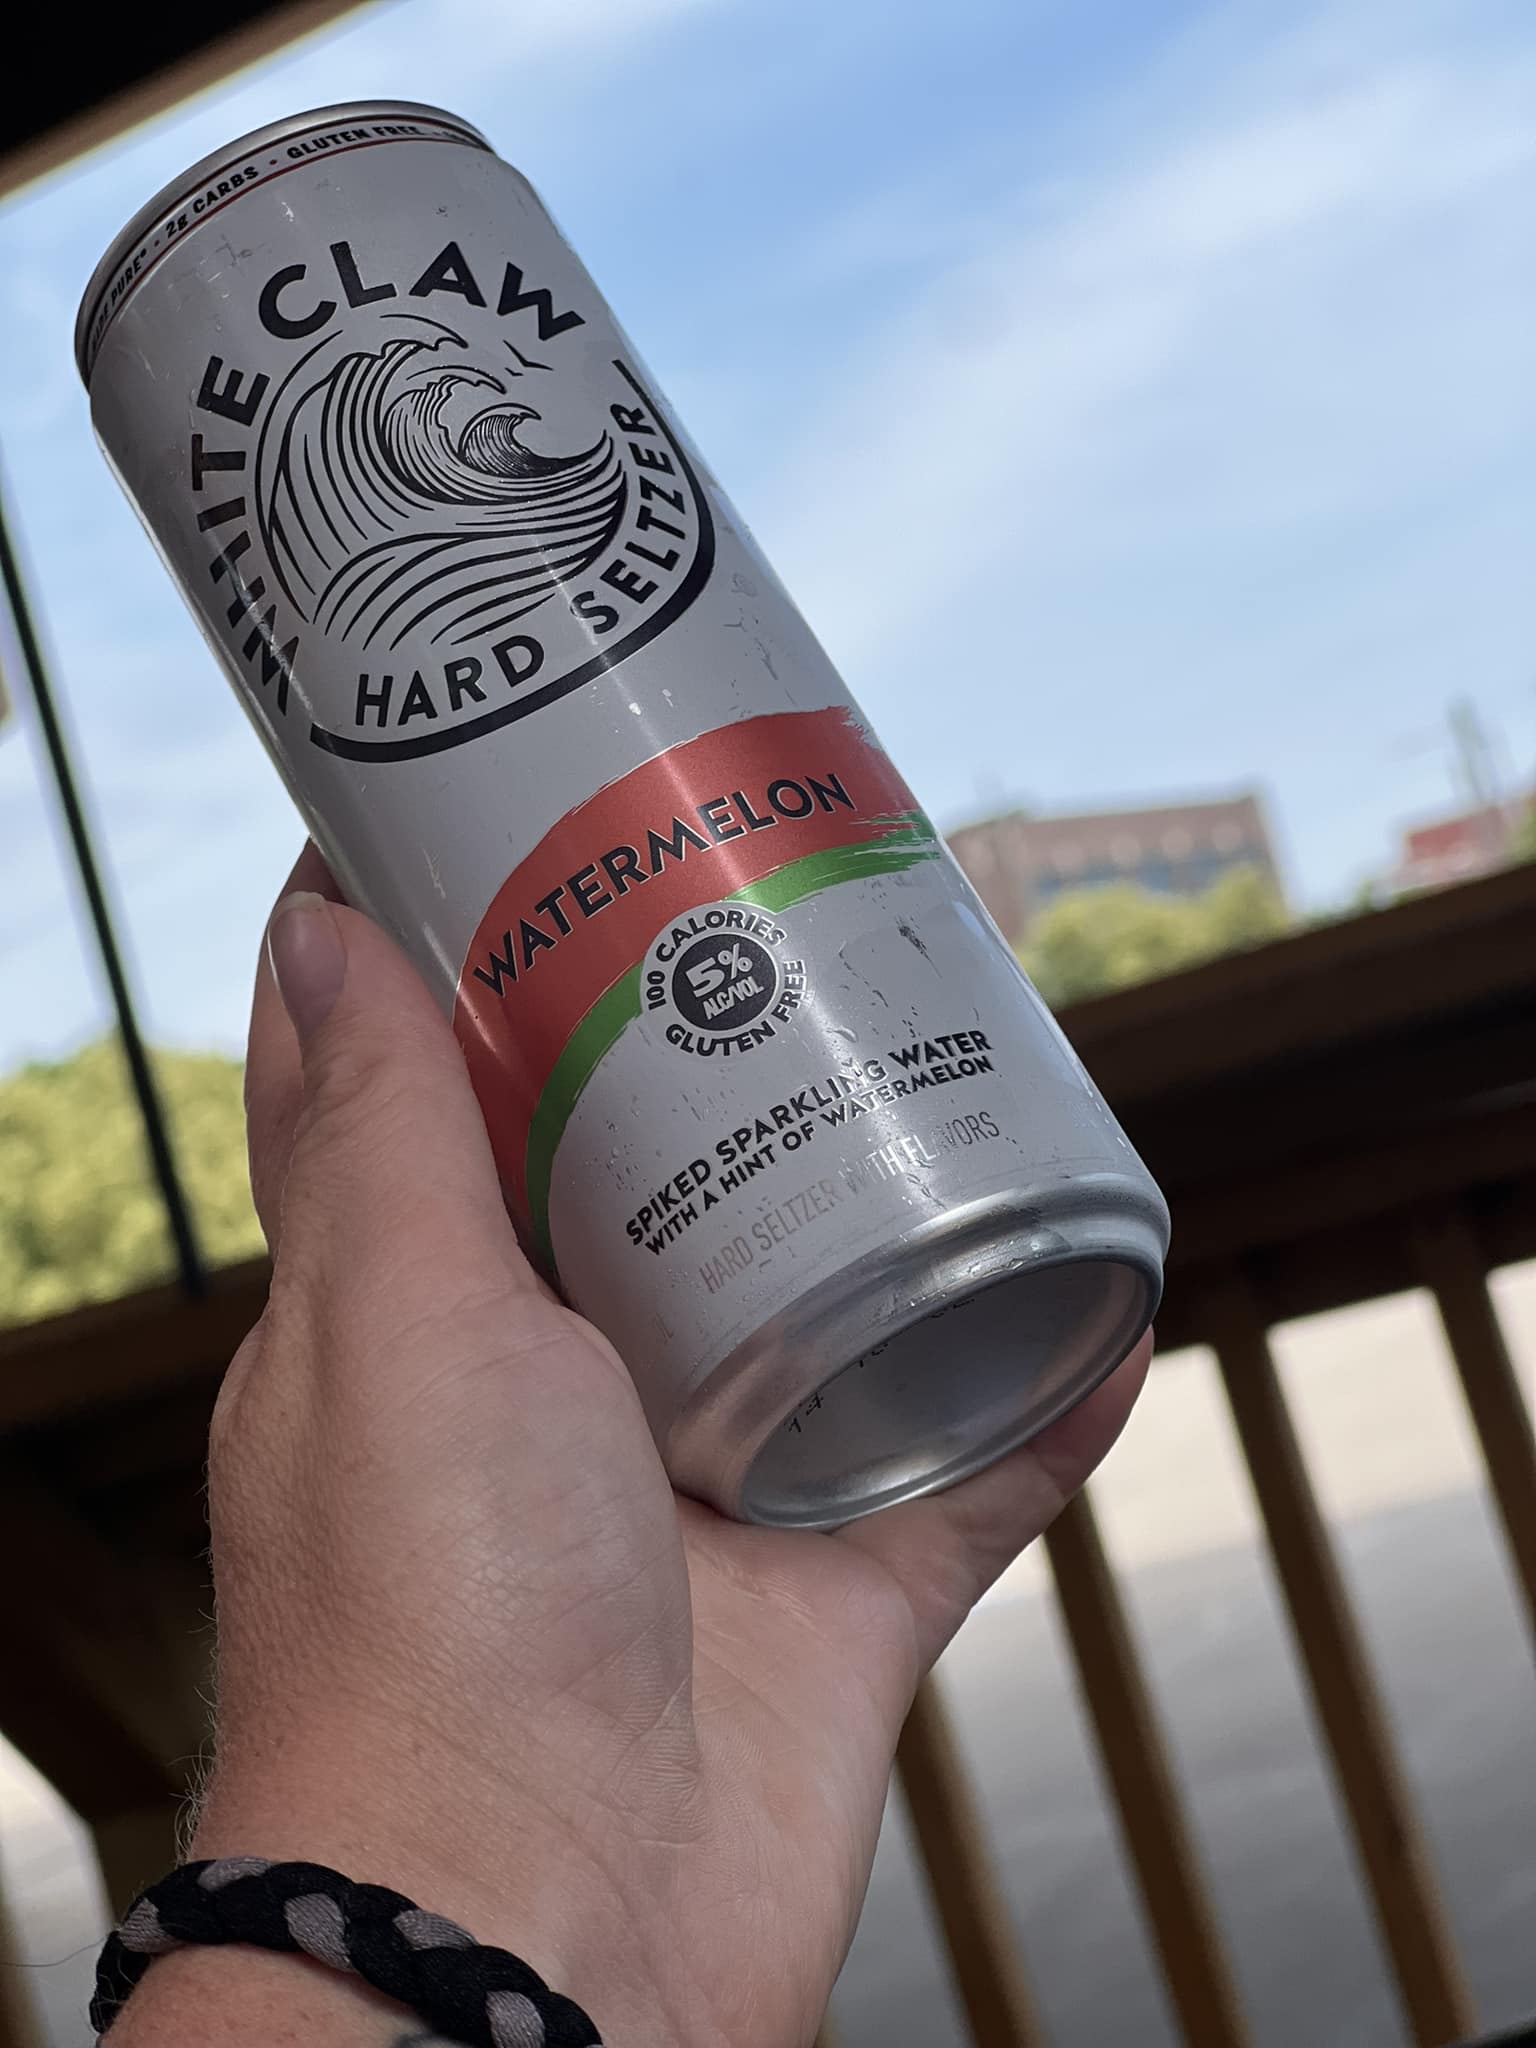 PURE® • 2g CARBS • GLUTEN FREE •
WHITE CLAW
HARD SELTZER
WATERMELON
100 CALORIES
5%
ALC/VOL
GLUTEN FREE
SPIKED SPARKLING WATER
WITH A HINT OF WATERMELON
HARD SELTZER WITH FLAVORS